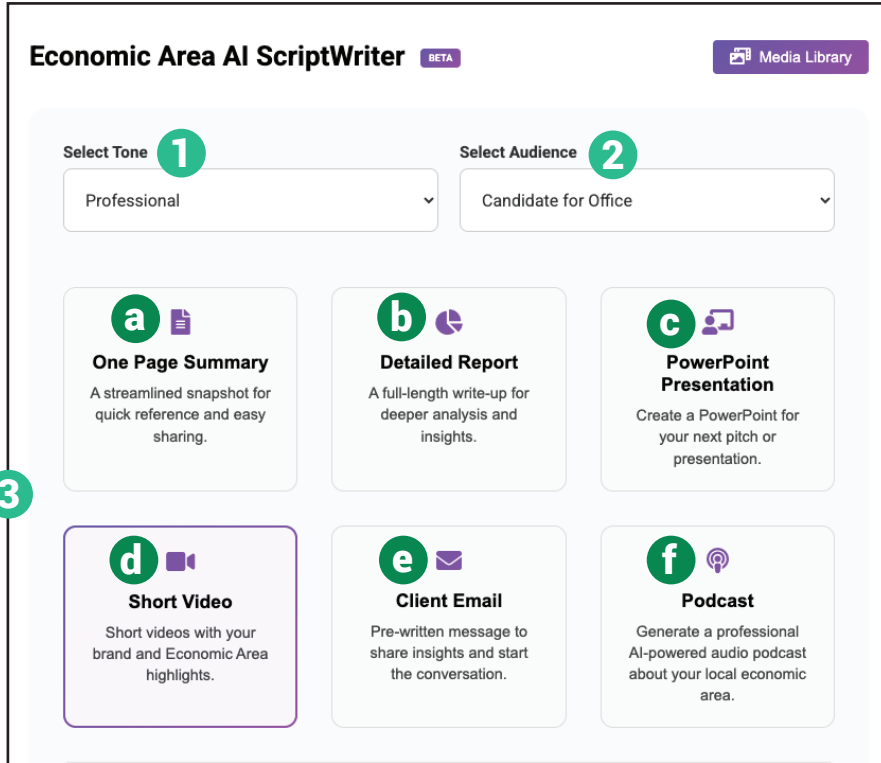 Economic Area AI ScriptWriter BETA
Media Library
Select Tone 1
Select Audience 2
Professional
Candidate for Office
a
One Page Summary
A streamlined snapshot for
quick reference and easy
sharing.
b
Detailed Report
A full-length write-up for
deeper analysis and
insights.
c
PowerPoint
Presentation
Create a PowerPoint for
your next pitch or
presentation.
3
d
Short Video
Short videos with your
brand and Economic Area
highlights.
e
Client Email
Pre-written message to
share insights and start
the conversation.
f
Podcast
Generate a professional
AI-powered audio podcast
about your local economic
area.